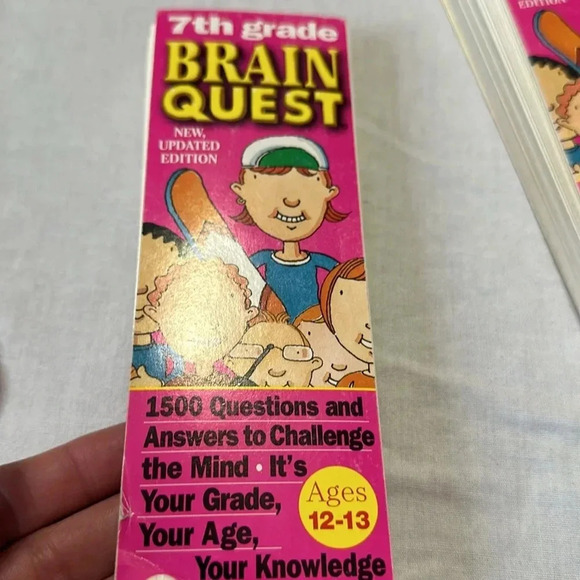 7th grade
BRAIN
QUEST
NEW,
UPDATED
EDITION
EDITION
1500 Questions and
Answers to Challenge
the Mind • It's
Your Grade,
Your Age,
Your Knowledge
Ages
12-13